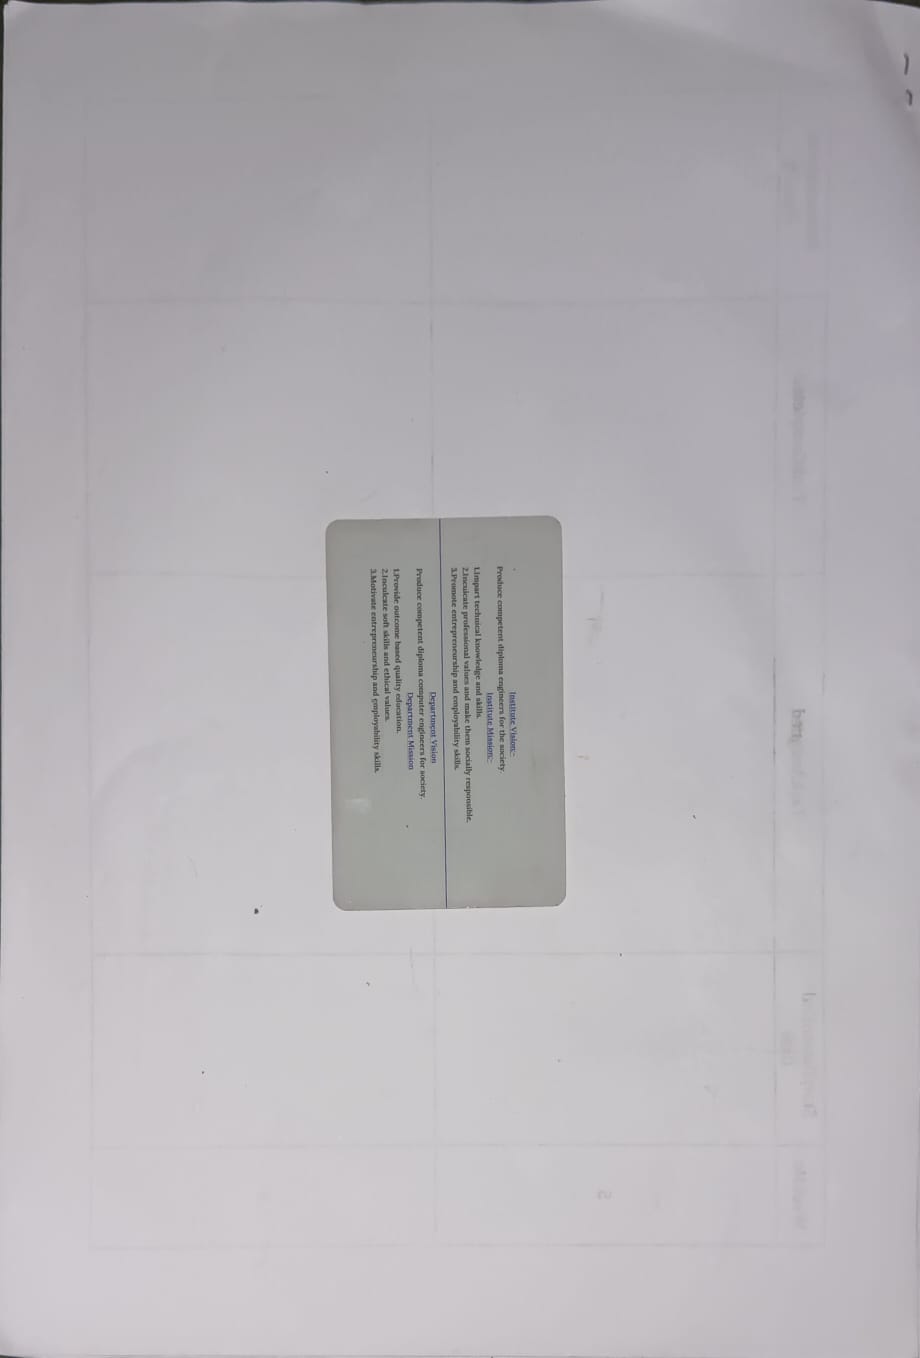 Institute Vision:-
Produce competent diploma engineers for the society.
Institute Mission:-
1.Impart technical knowledge and skills.
2.Inculcate professional values and make them socially responsible.
3.Promote entrepreneurship and employability skills.
Department Vision
Produce competent diploma computer engineers for society.
Department Mission
1.Provide outcome based quality education.
2.Inculcate soft skills and ethical values.
3.Motivate entrepreneurship and employability skills.